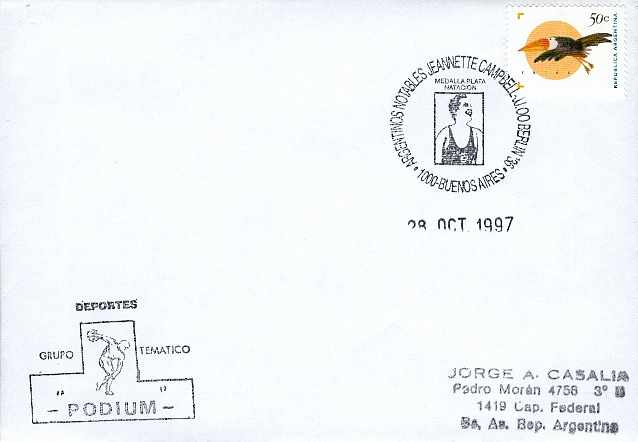 50c
REPUBLICA ARGENTINA
ARGENTINOS NOTABLES JEANNETTE CAMPBELL-JJ.OO BERLIN '36
MEDALLA PLATA
NATACIÓN
1000-BUENOS AIRES
28 OCT. 1997
DEPORTES
GRUPO TEMATICO
" "
- PODIUM -
JORGE A. CASALIA
Pedro Morán 4756 3º B
1419 Cap. Federal
Bs. As. Rep. Argentina